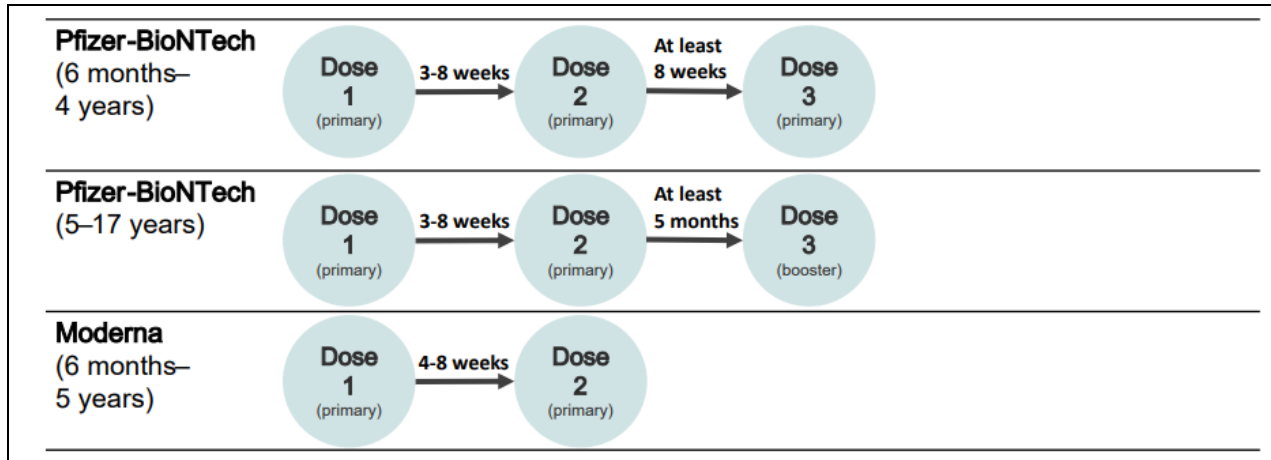 Pfizer-BioNTech
(6 months–
4 years)
Dose
1
(primary)
3-8 weeks
Dose
2
(primary)
At least
8 weeks
Dose
3
(primary)
Pfizer-BioNTech
(5–17 years)
Dose
1
(primary)
3-8 weeks
Dose
2
(primary)
At least
5 months
Dose
3
(booster)
Moderna
(6 months–
5 years)
Dose
1
(primary)
4-8 weeks
Dose
2
(primary)